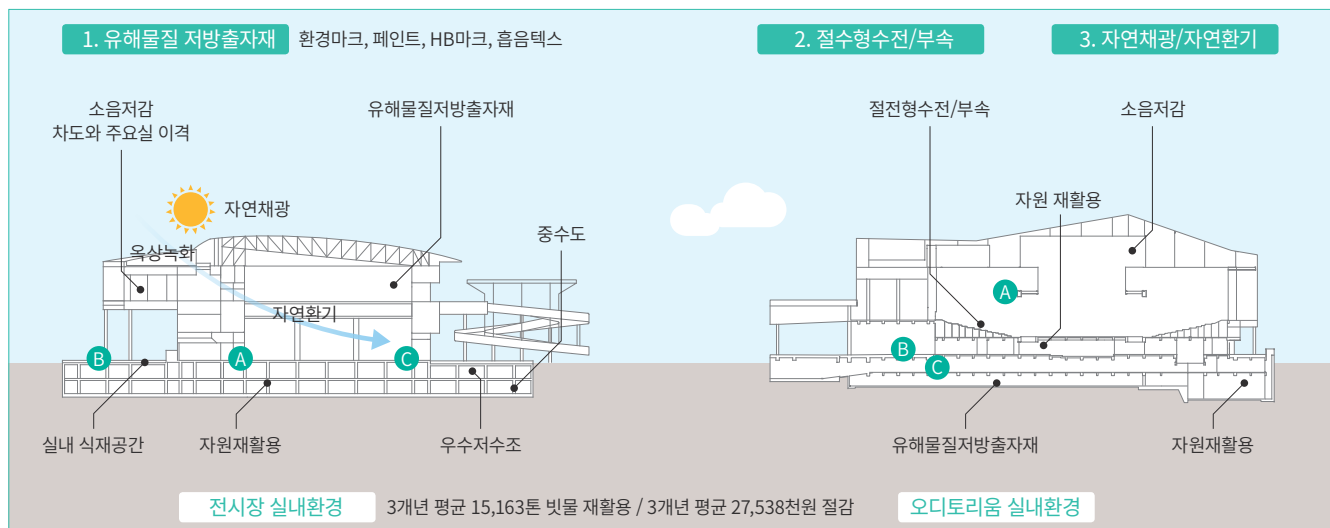 1. 유해물질 저방출자재
환경마크, 페인트, HB마크, 흡음텍스
2. 절수형수전/부속
3. 자연채광/자연환기
소음저감
차도와 주요실 이격
유해물질저방출자재
자연채광
옥상녹화
자연환기
중수도
B
A
C
실내 식재공간
자원재활용
우수저수조
절전형수전/부속
소음저감
자원 재활용
A
B
C
유해물질저방출자재
자원재활용
전시장 실내환경
3개년 평균 15,163톤 빗물 재활용 / 3개년 평균 27,538천원 절감
오디토리움 실내환경